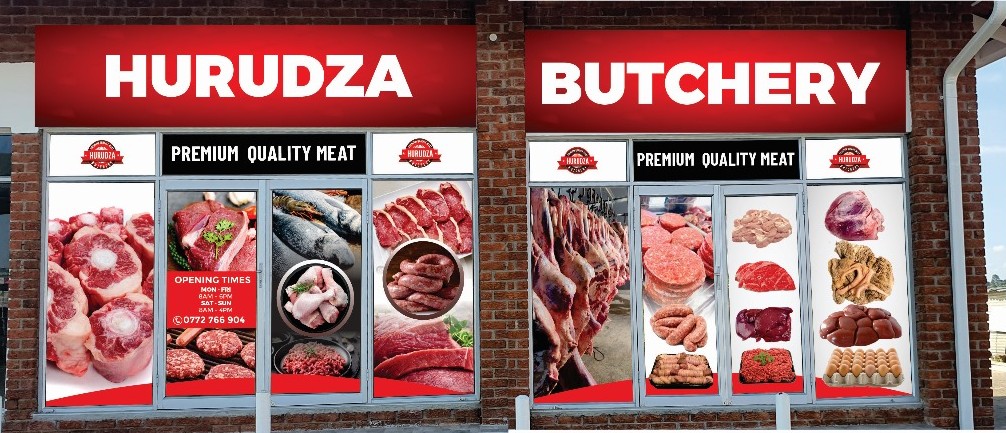 HURUDZA
BUTCHERY
HURUDZA
PREMIUM QUALITY MEAT
HURUDZA
OPENING TIMES
MON - FRI
8AM - 6PM
SAT - SUN
8AM - 4PM
0772 766 904
HURUDZA
PREMIUM QUALITY MEAT
HURUDZA